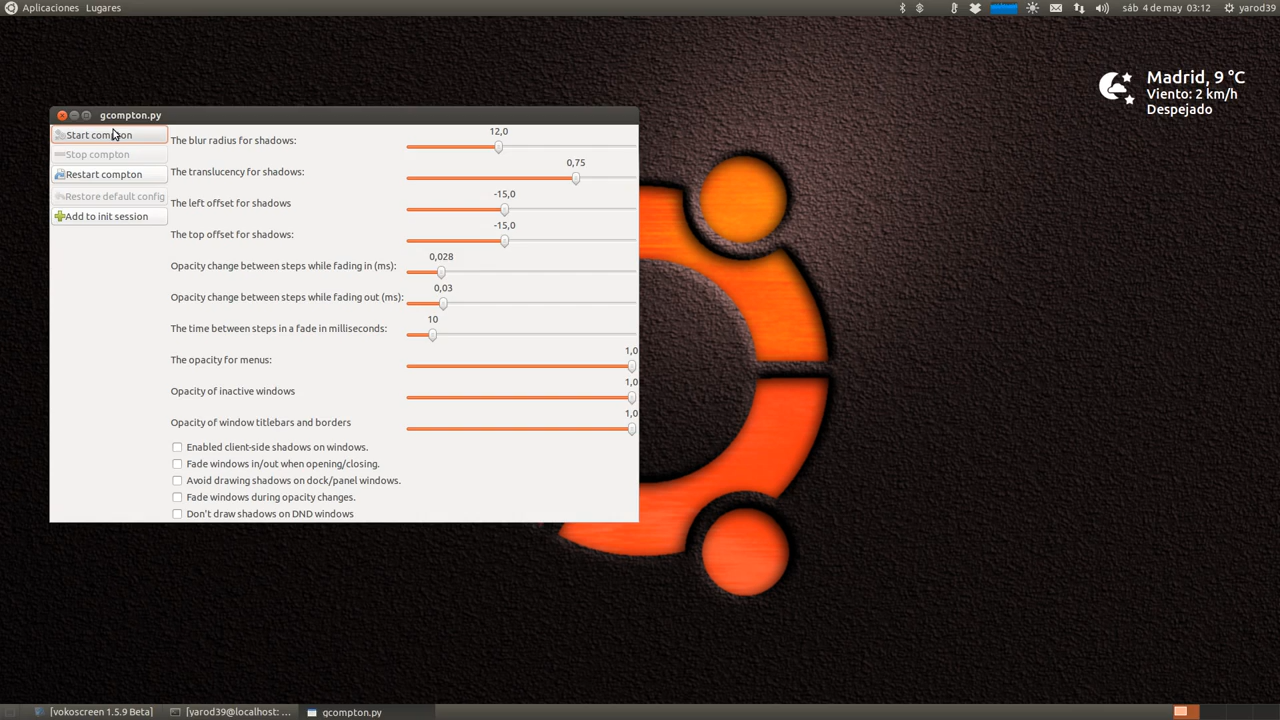 Aplicaciones Lugares
sáb 4 de may 03:12 yarod39
Madrid, 9 °C
Viento: 2 km/h
Despejado
gcompton.py
Start compton
Stop compton
Restart compton
Restore default config
Add to init session
The blur radius for shadows: 12,0
The translucency for shadows: 0,75
The left offset for shadows -15,0
The top offset for shadows: -15,0
Opacity change between steps while fading in (ms): 0,028
Opacity change between steps while fading out (ms): 0,03
The time between steps in a fade in milliseconds: 10
The opacity for menus: 1,0
Opacity of inactive windows 1,0
Opacity of window titlebars and borders 1,0
Enabled client-side shadows on windows.
Fade windows in/out when opening/closing.
Avoid drawing shadows on dock/panel windows.
Fade windows during opacity changes.
Don't draw shadows on DND windows
[vokoscreen 1.5.9 Beta] [yarod39@localhost: ... gcompton.py